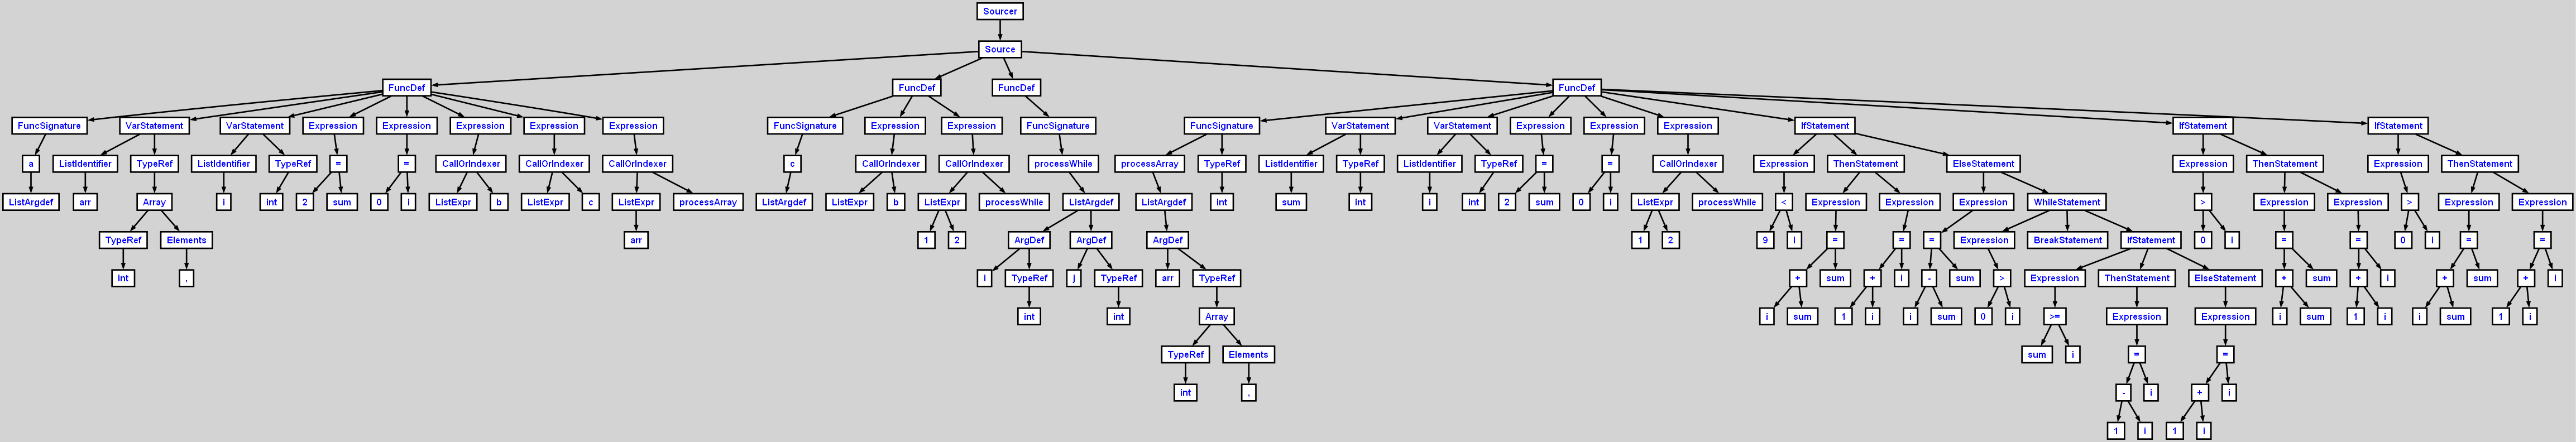 Sourcer
Source
FuncDef FuncDef FuncDef FuncDef
FuncSignature VarStatement VarStatement Expression Expression Expression Expression Expression FuncSignature Expression Expression FuncSignature FuncSignature VarStatement VarStatement Expression Expression Expression IfStatement IfStatement IfStatement
a ListIdentifier TypeRef ListIdentifier TypeRef = = CallOrIndexer CallOrIndexer CallOrIndexer c CallOrIndexer CallOrIndexer processWhile processArray TypeRef ListIdentifier TypeRef ListIdentifier TypeRef = = CallOrIndexer Expression ThenStatement ElseStatement Expression ThenStatement Expression ThenStatement
ListArgdef arr Array i int 2 sum 0 i ListExpr b ListExpr c ListExpr processArray ListArgdef ListExpr b ListExpr processWhile ListArgdef ListArgdef int sum int i int 2 sum 0 i ListExpr processWhile < Expression Expression Expression WhileStatement > Expression Expression > Expression Expression
TypeRef Elements arr 1 2 ArgDef ArgDef ArgDef 1 2 9 i = = = Expression BreakStatement IfStatement 0 i = = 0 i = =
int , i TypeRef j TypeRef arr TypeRef + sum + i - sum > Expression ThenStatement ElseStatement + sum + i + sum + i
int int Array i sum 1 i i sum 0 i >= Expression Expression i sum 1 i i sum 1 i
TypeRef Elements sum i = =
int , - i + i
1 i 1 i